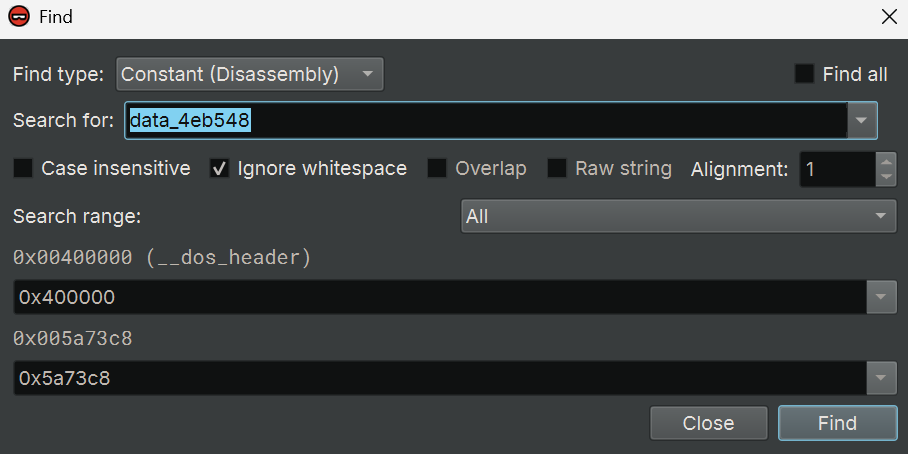 Find
Find type: Constant (Disassembly) Find all
Search for: data_4eb548
Case insensitive Ignore whitespace Overlap Raw string Alignment: 1
Search range: All
0x00400000 (__dos_header)
0x400000
0x005a73c8
0x5a73c8
Close Find